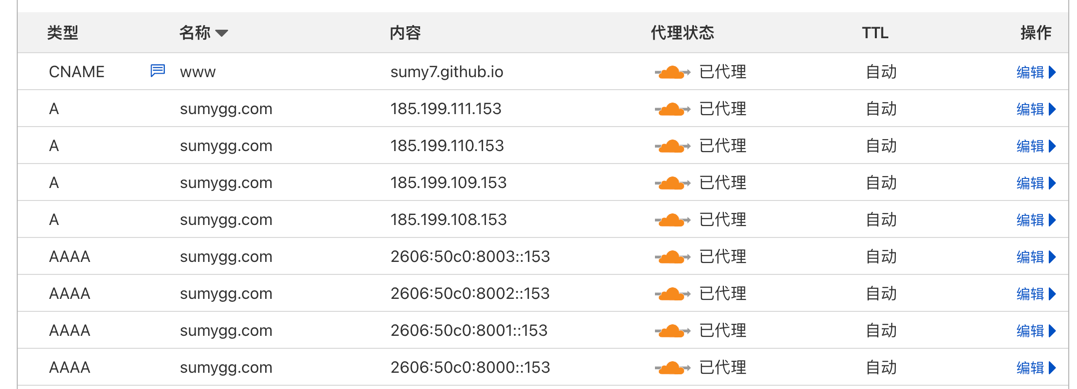 类型 名称 内容 代理状态 TTL 操作
CNAME www sumy7.github.io 已代理 自动 编辑
A sumygg.com 185.199.111.153 已代理 自动 编辑
A sumygg.com 185.199.110.153 已代理 自动 编辑
A sumygg.com 185.199.109.153 已代理 自动 编辑
A sumygg.com 185.199.108.153 已代理 自动 编辑
AAAA sumygg.com 2606:50c0:8003::153 已代理 自动 编辑
AAAA sumygg.com 2606:50c0:8002::153 已代理 自动 编辑
AAAA sumygg.com 2606:50c0:8001::153 已代理 自动 编辑
AAAA sumygg.com 2606:50c0:8000::153 已代理 自动 编辑